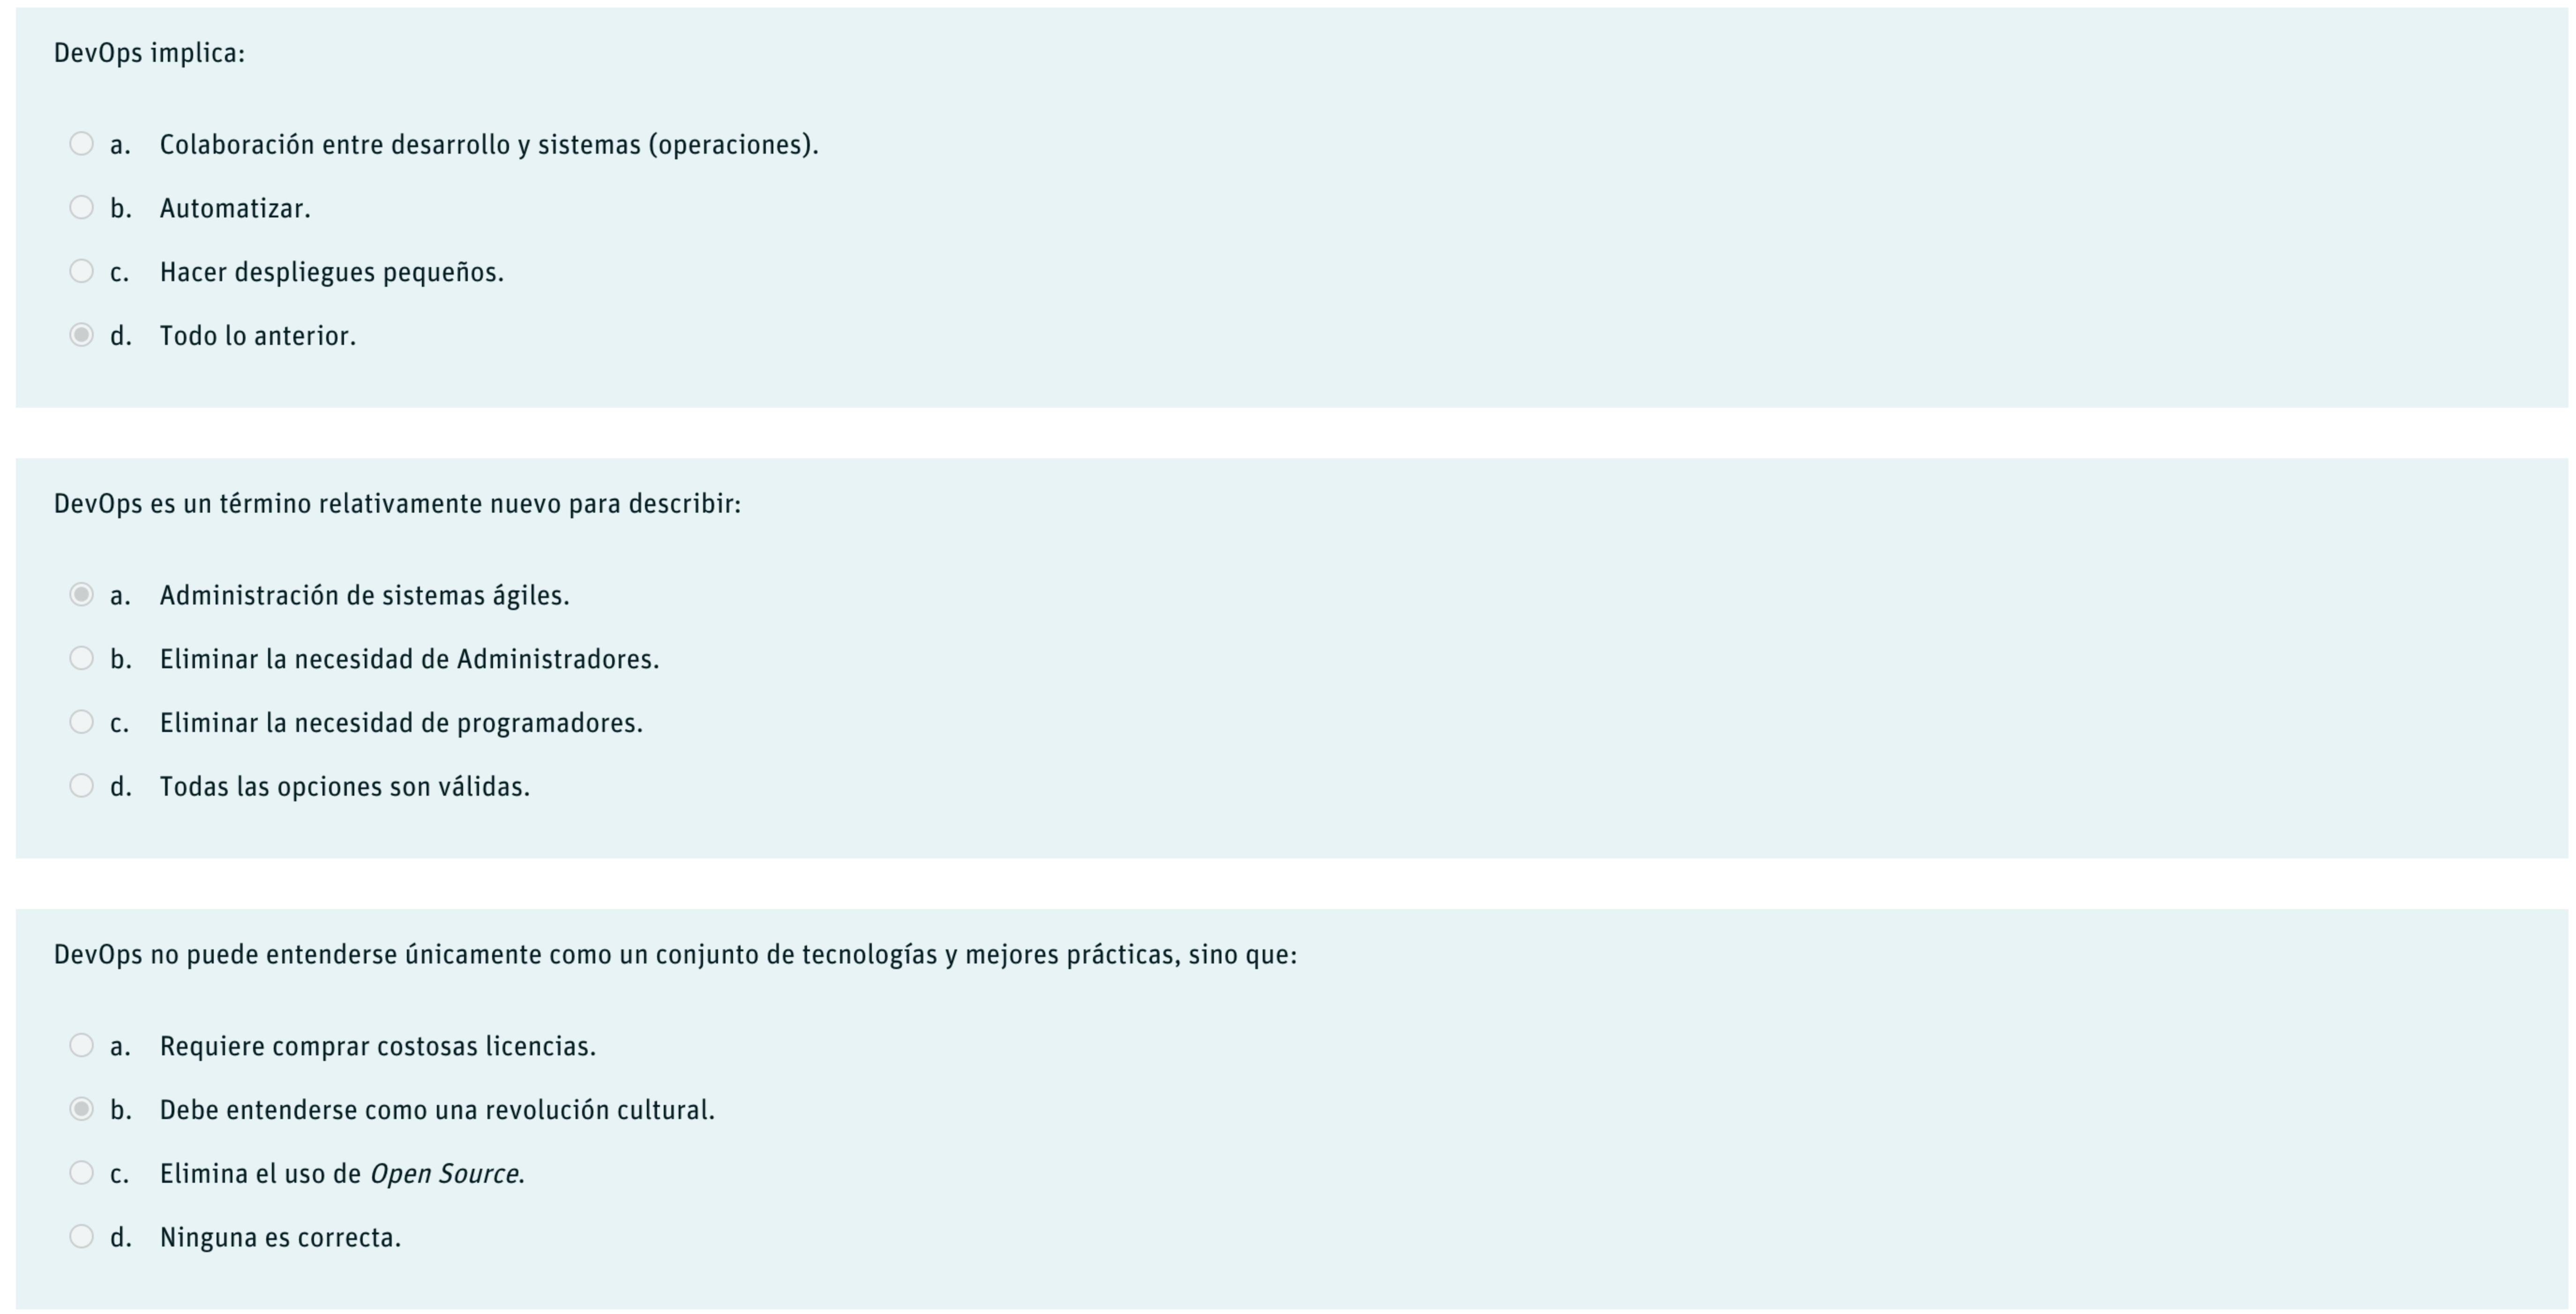 DevOps implica:
a. Colaboración entre desarrollo y sistemas (operaciones).
b. Automatizar.
c. Hacer despliegues pequeños.
d. Todo lo anterior.
DevOps es un término relativamente nuevo para describir:
a. Administración de sistemas ágiles.
b. Eliminar la necesidad de Administradores.
c. Eliminar la necesidad de programadores.
d. Todas las opciones son válidas.
DevOps no puede entenderse únicamente como un conjunto de tecnologías y mejores prácticas, sino que:
a. Requiere comprar costosas licencias.
b. Debe entenderse como una revolución cultural.
c. Elimina el uso de Open Source.
d. Ninguna es correcta.